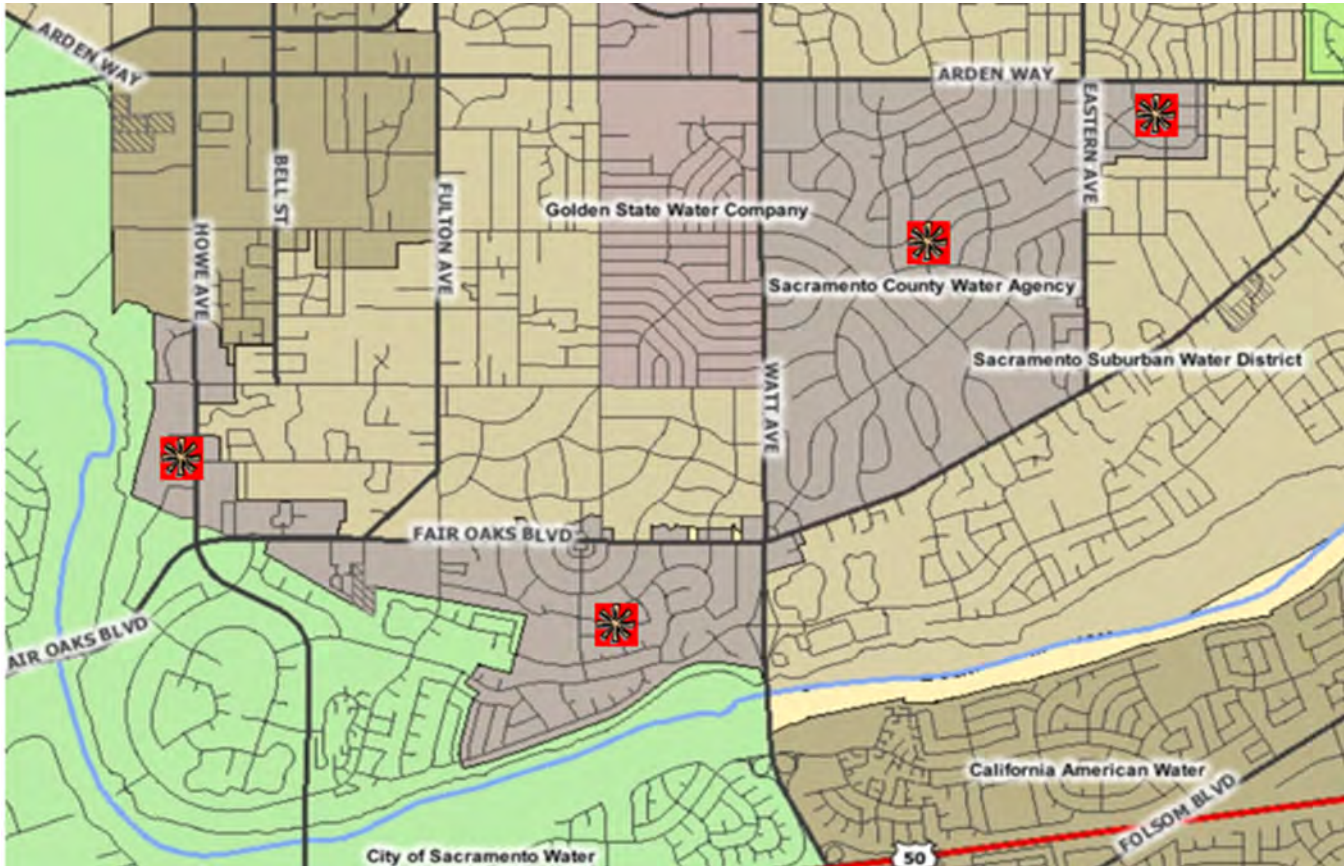 ARDEN WAY
ARDEN WAY
EASTERN AVE
BELL ST
FULTON AVE
Golden State Water Company
HOWE AVE
Sacramento County Water Agency
Sacramento Suburban Water District
WATT AVE
FAIR OAKS BLVD
AIR OAKS BLVD
California American Water
FOLSOM BLVD
City of Sacramento Water
50